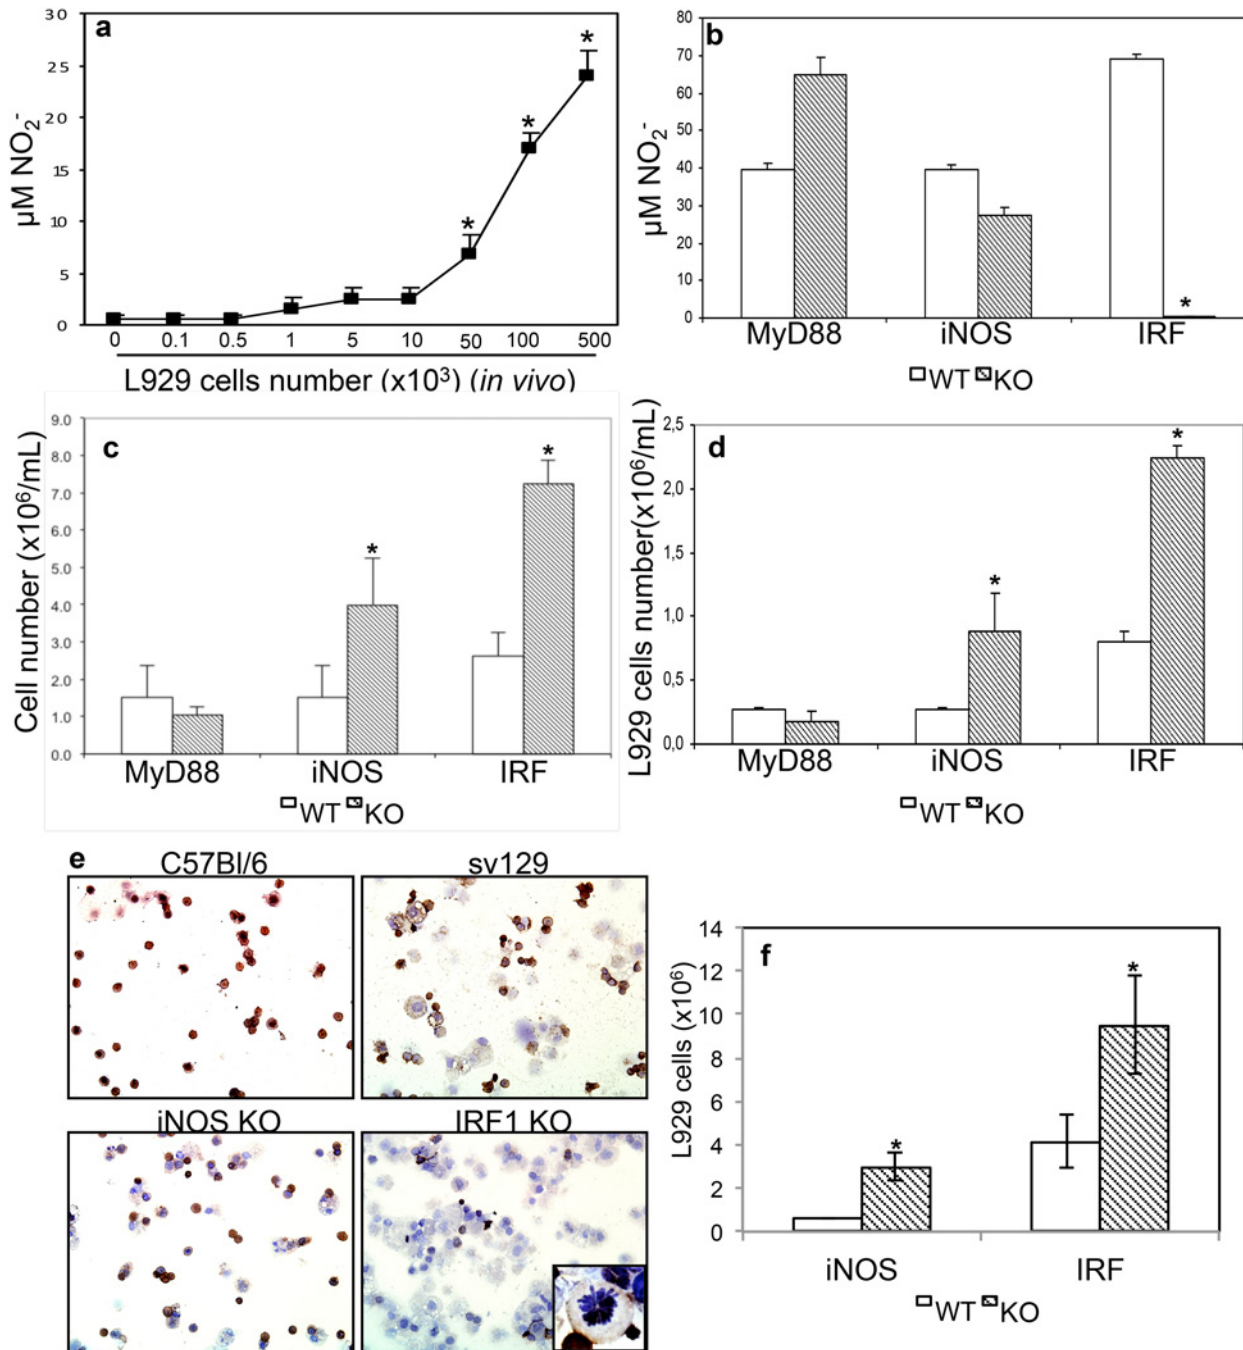 a
30
25
20
15
10
5
0
µM NO₂⁻
* * *
0 0.1 0.5 1 5 10 50 100 500
L929 cells number (x10³) (in vivo)
b
80
70
60
50
40
30
20
10
0
µM NO₂⁻
*
MyD88 iNOS IRF
WT KO
c
9.0
8.0
7.0
6.0
5.0
4.0
3.0
2.0
1.0
0.0
Cell number (x10⁶/mL)
* *
MyD88 iNOS IRF
WT KO
d
2,5
2,0
1,5
1,0
0,5
0,0
L929 cells number(x10⁶/mL)
* *
MyD88 iNOS IRF
WT KO
e
C57Bl/6 sv129
iNOS KO IRF1 KO
f
14
12
10
8
6
4
2
0
L929 cells (x10⁶)
* *
iNOS IRF
WT KO